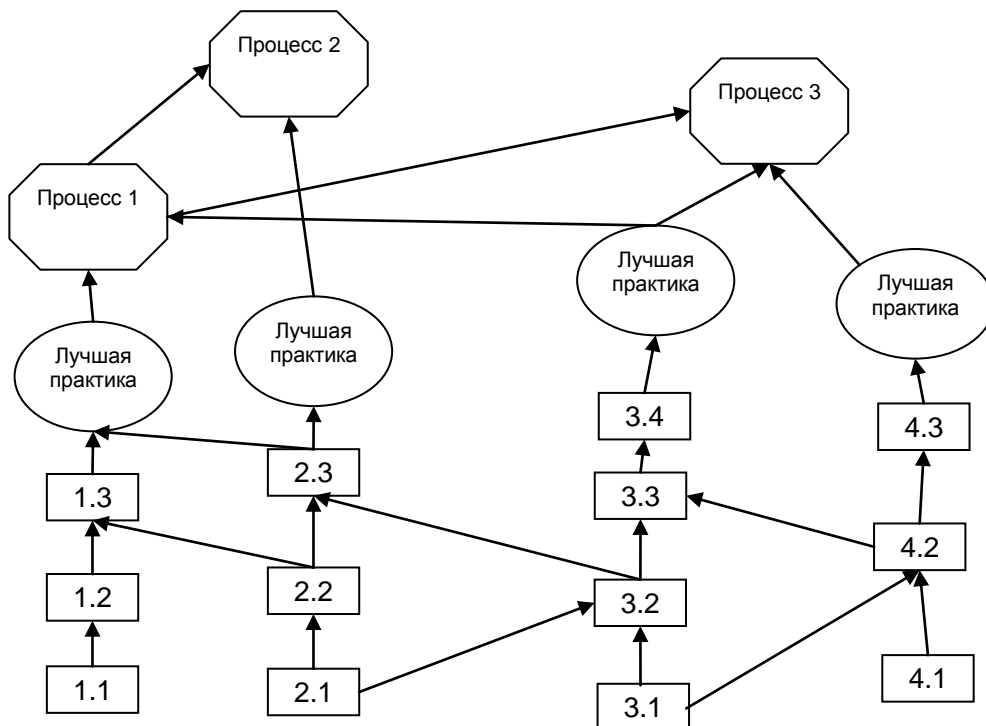 Процесс 2
Процесс 3
Процесс 1
Лучшая
практика
Лучшая
практика
Лучшая
практика
Лучшая
практика
3.4
4.3
2.3
1.3
3.3
4.2
2.2
1.2
3.2
1.1
2.1
3.1
4.1